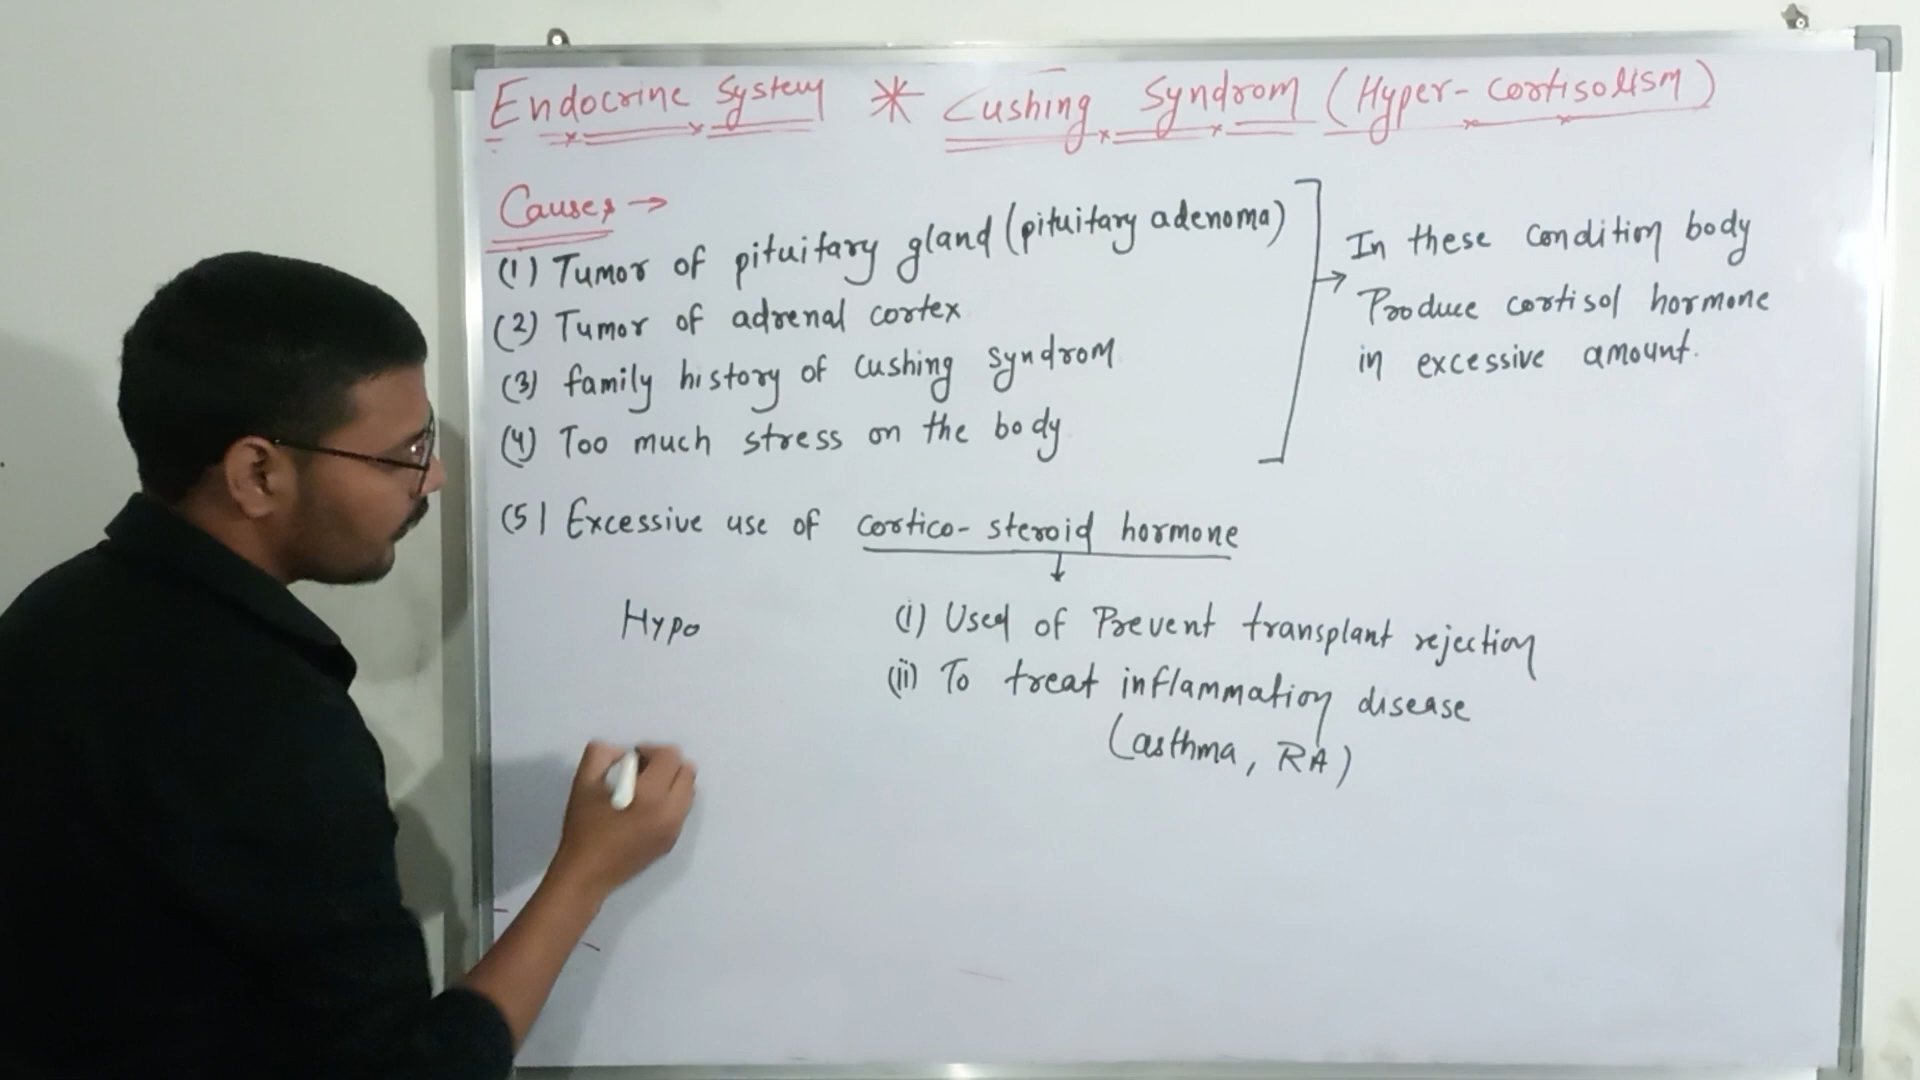 Endocrine System * Cushing Syndrom (Hyper-cortisolism)
Causes →
(1) Tumor of pituitary gland (pituitary adenoma)
(2) Tumor of adrenal cortex
(3) family history of Cushing Syndrom
(4) Too much stress on the body
→ In these condition body
Produce cortisol hormone
in excessive amount.
(5) Excessive use of cortico-steroid hormone
↓
Hypo
(i) Used of Prevent transplant rejection
(ii) To treat inflammation disease
(asthma, RA)